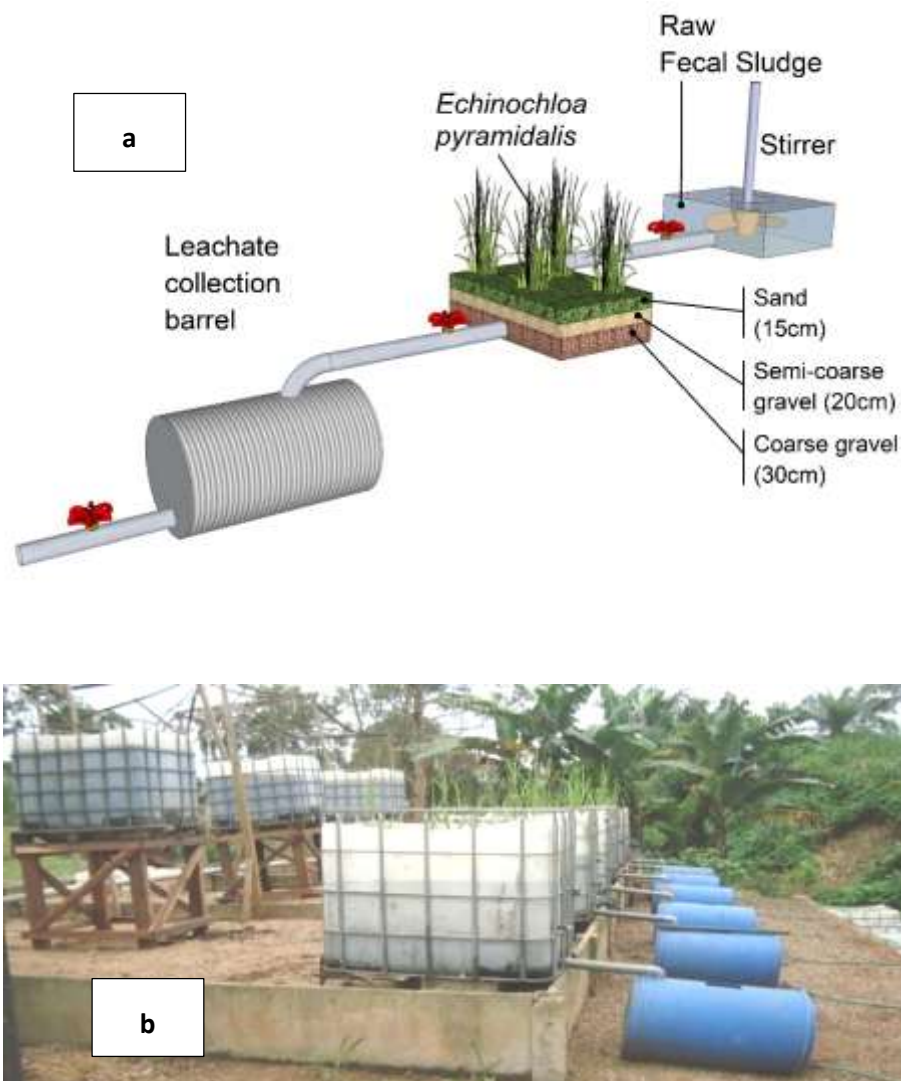 a
Raw
Fecal Sludge
Echinochloa
pyramidalis
Stirrer
Leachate
collection
barrel
Sand
(15cm)
Semi-coarse
gravel (20cm)
Coarse gravel
(30cm)
b